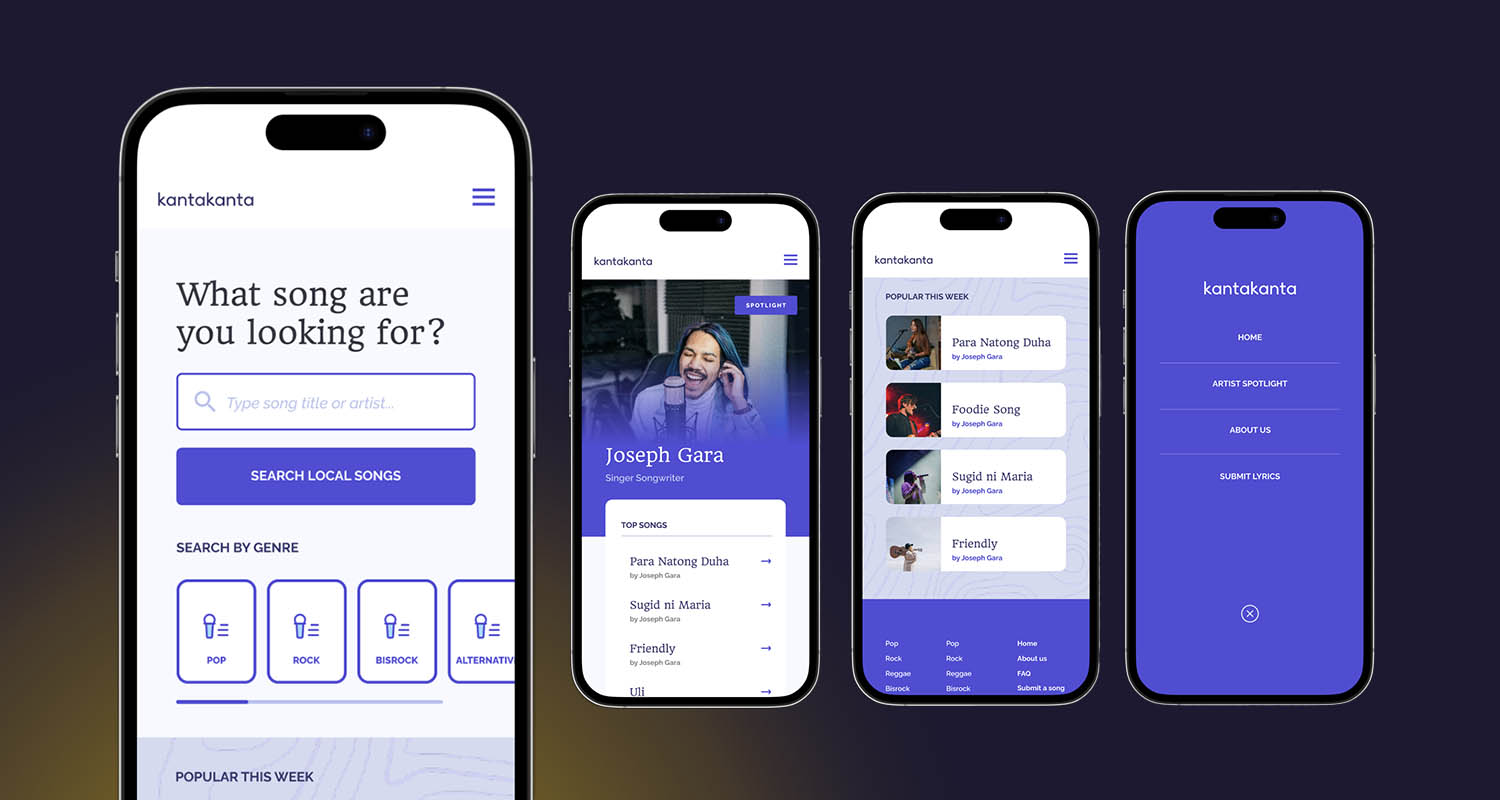 kantakanta
What song are
you looking for?
Type song title or artist...
SEARCH LOCAL SONGS
SEARCH BY GENRE
POP
ROCK
BISROCK
ALTERNATIV
POPULAR THIS WEEK
kantakanta
SPOTLIGHT
Joseph Gara
Singer Songwriter
TOP SONGS
Para Natong Duha
by Joseph Gara
Sugid ni Maria
by Joseph Gara
Friendly
by Joseph Gara
Uli
kantakanta
POPULAR THIS WEEK
Para Natong Duha
by Joseph Gara
Foodie Song
by Joseph Gara
Sugid ni Maria
by Joseph Gara
Friendly
by Joseph Gara
Pop Pop Home
Rock Rock About us
Reggae Reggae FAQ
Bisrock Bisrock Submit a song
kantakanta
HOME
ARTIST SPOTLIGHT
ABOUT US
SUBMIT LYRICS